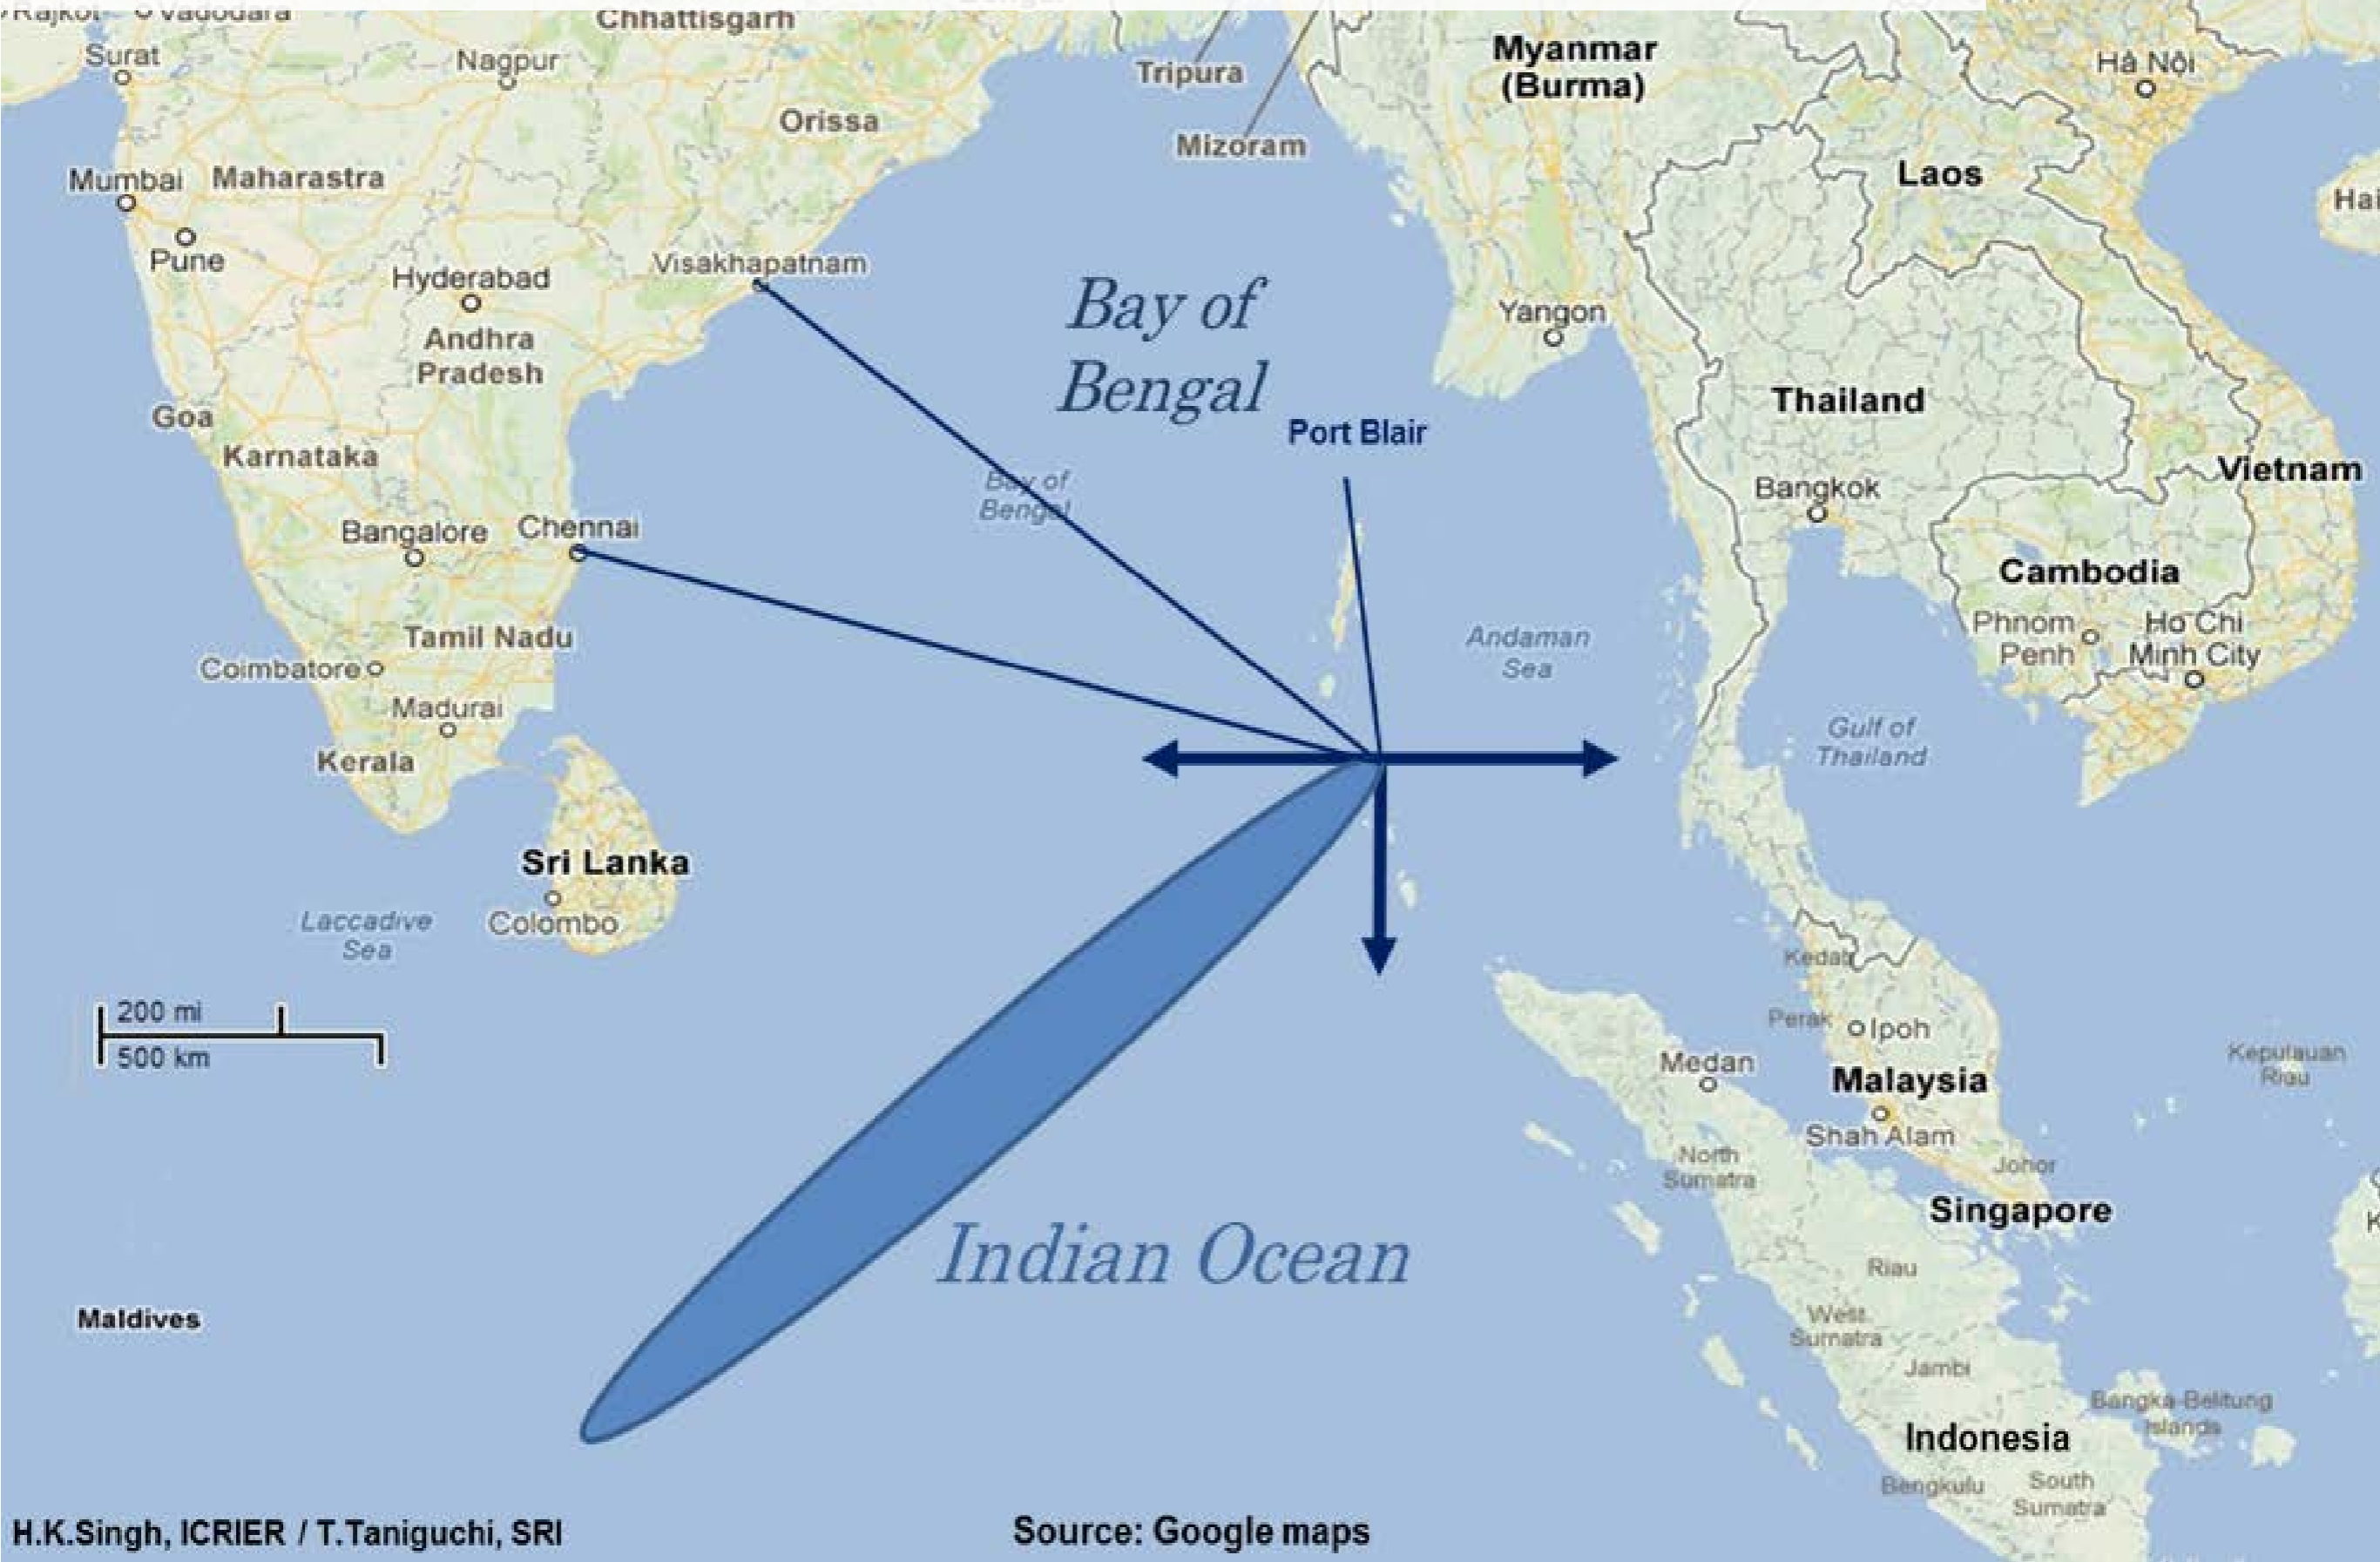 Rajkot
Vadodara
Chhattisgarh
Surat
Nagpur
Orissa
Tripura
Mizoram
Myanmar
(Burma)
Hà Nội
Laos
Hai
Mumbai
Maharastra
Pune
Hyderabad
Visakhapatnam
Andhra
Pradesh
Bay of
Bengal
Yangon
Thailand
Goa
Karnataka
Port Blair
Bay of
Bengal
Bangkok
Vietnam
Bangalore
Chennai
Cambodia
Phnom
Penh
Ho Chi
Minh City
Tamil Nadu
Coimbatore
Madurai
Kerala
Andaman
Sea
Gulf of
Thailand
Sri Lanka
Colombo
Laccadive
Sea
Kedah
200 mi
500 km
Perak
Ipoh
Medan
Malaysia
Shah Alam
Kepulauan
Riau
North
Sumatra
Johor
Singapore
K
Indian Ocean
Riau
Maldives
West
Sumatra
Jambi
Bangka-Belitung
Islands
Indonesia
Bengkulu
South
Sumatra
H.K.Singh, ICRIER / T.Taniguchi, SRI
Source: Google maps